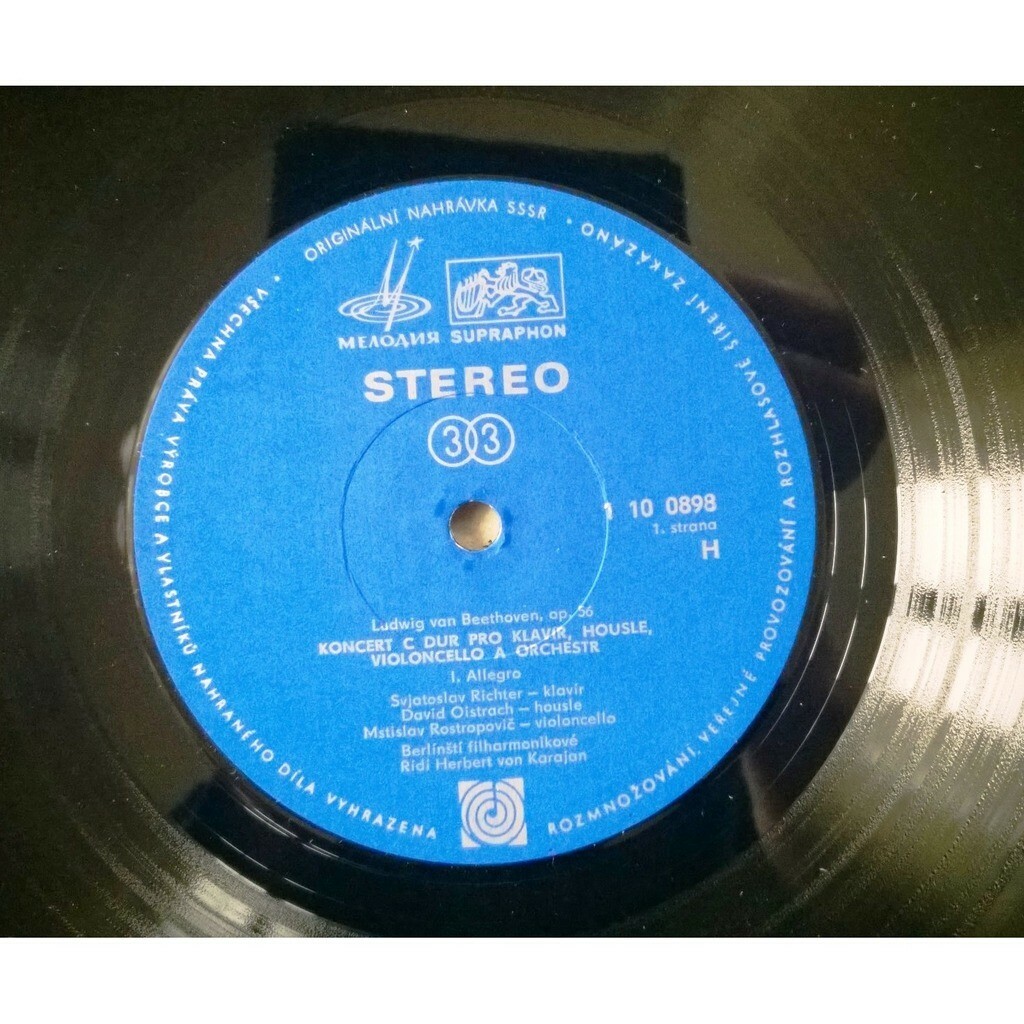 ORIGINÁLNÍ NAHRÁVKA SSSR •
VŠECHNA PRÁVA VÝROBCE A VLASTNÍKŮ NAHRANÉHO DÍLA VYHRAZENA
ROZMNOŽOVÁNÍ, VEŘEJNÉ PROVOZOVÁNÍ A ROZHLASOVÉ ŠÍŘENÍ ZAKÁZÁNO •
МЕЛОДИЯ SUPRAPHON
STEREO
33
1 10 0898
1. strana
H
Ludwig van Beethoven, op. 56
KONCERT C DUR PRO KLAVÍR, HOUSLE,
VIOLONCELLO A ORCHESTR
I. Allegro
Svjatoslav Richter – klavír
David Oistrach – housle
Mstislav Rostropovič – violoncello
Berlínští filharmonikové
Řídí Herbert von Karajan